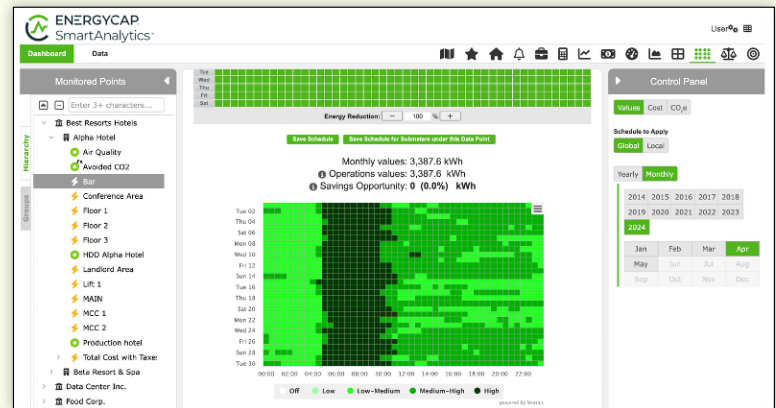 ENERGYCAP
SmartAnalytics
User
Dashboard
Data
Monitored Points
Control Panel
Enter 3+ characters...
Hierarchy
Groups
Best Resorts Hotels
Alpha Hotel
Air Quality
Avoided CO2
Bar
Conference Area
Floor 1
Floor 2
Floor 3
HDD Alpha Hotel
Landlord Area
Lift 1
MAIN
MCC 1
MCC 2
Production hotel
Total Cost with Taxe:
Beta Resort & Spa
Data Center Inc.
Food Corp.
Tue
Wed
Thu
Fri
Sat
Energy Reduction: − 100 % +
Save Schedule
Save Schedule for Submeters under this Data Point
Monthly values: 3,387.6 kWh
Operations values: 3,387.6 kWh
Savings Opportunity: 0 (0.0%) kWh
Tue 02
Thu 04
Sat 06
Mon 08
Wed 10
Fri 12
Sun 14
Tue 16
Thu 18
Sat 20
Mon 22
Wed 24
Fri 26
Sun 28
Tue 30
00:00 02:00 04:00 06:00 08:00 10:00 12:00 14:00 16:00 18:00 20:00 22:00
Off Low Low-Medium Medium-High High
powered by Wattics
Values Cost CO₂e
Schedule to Apply
Global Local
Yearly Monthly
2014 2015 2016 2017 2018
2019 2020 2021 2022 2023
2024
Jan Feb Mar Apr
May Jun Jul Aug
Sep Oct Nov Dec